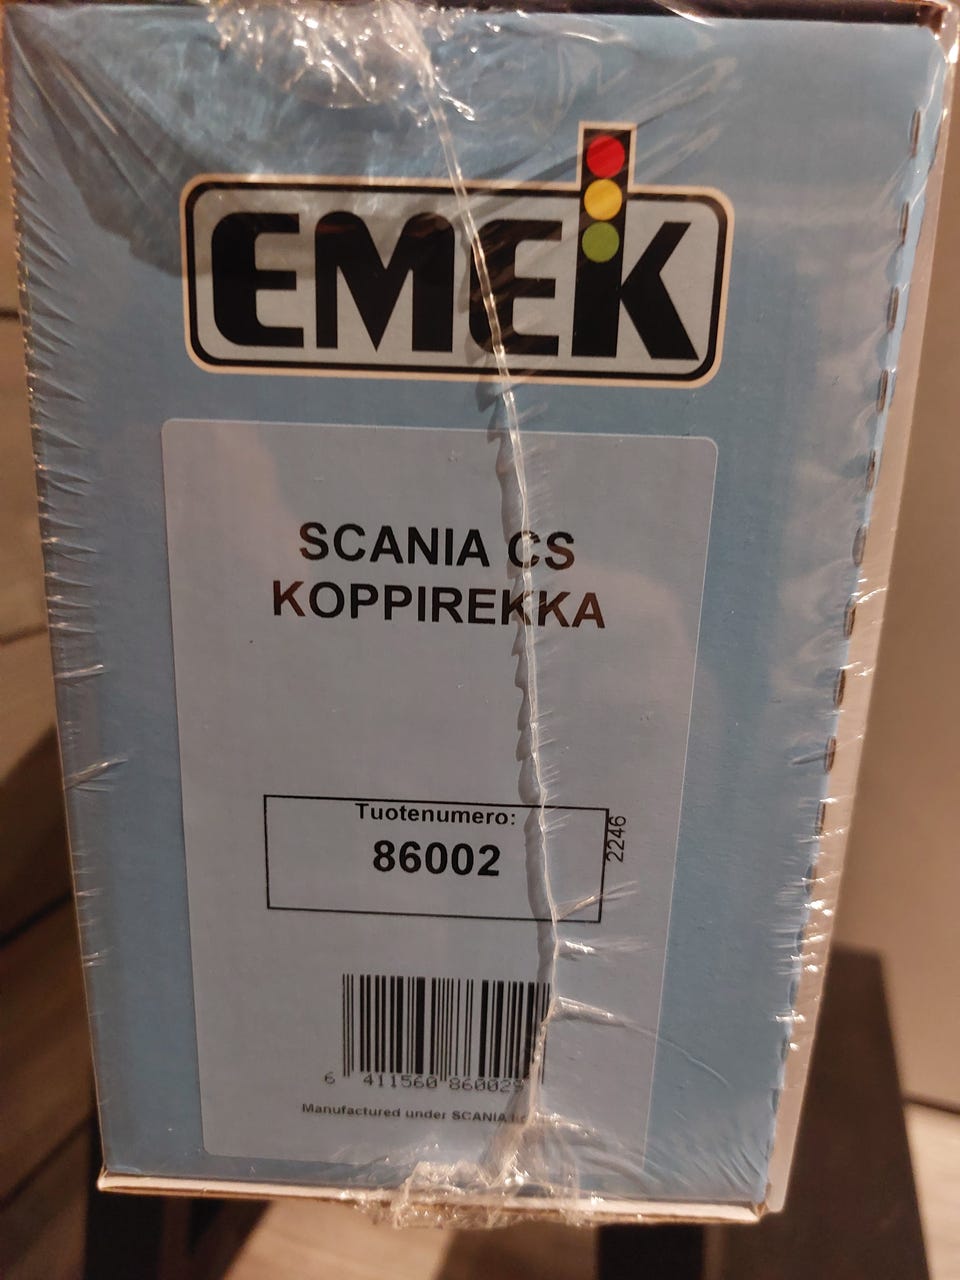 EMEK
SCANIA CS
KOPPIREKKA
Tuotenumero:
86002
2246
6 411560 860029
Manufactured under SCANIA